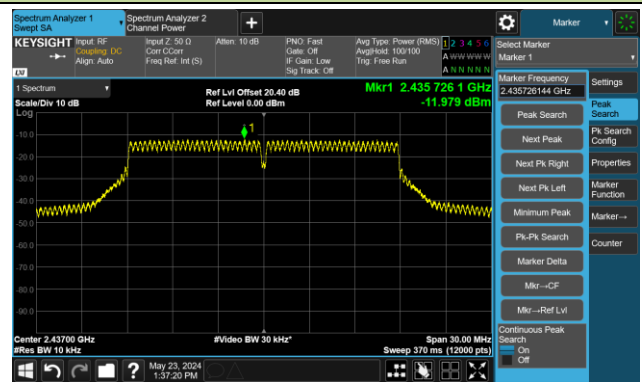 Spectrum Analyzer 1
Swept SA
Spectrum Analyzer 2
Channel Power
+
Marker
KEYSIGHT
Input: RF
Coupling: DC
Align: Auto
Input Z: 50 Ω
Corr CCorr
Freq Ref: Int (S)
Atten: 10 dB
PNO: Fast
Gate: Off
IF Gain: Low
Sig Track: Off
Avg Type: Power (RMS)
Avg|Hold: 100/100
Trig: Free Run
1 2 3 4 5 6
A W W W W W
A N N N N N
LXI
Select Marker
Marker 1
1 Spectrum
Scale/Div 10 dB
Log
Ref Lvl Offset 20.40 dB
Ref Level 0.00 dBm
Mkr1 2.435 726 1 GHz
-11.979 dBm
1
-10.0
-20.0
-30.0
-40.0
-50.0
-60.0
-70.0
-80.0
-90.0
Center 2.43700 GHz
#Res BW 10 kHz
#Video BW 30 kHz*
Span 30.00 MHz
Sweep 370 ms (12000 pts)
Marker Frequency
2.435726144 GHz
Peak Search
Next Peak
Next Pk Right
Next Pk Left
Minimum Peak
Pk-Pk Search
Marker Delta
Mkr→CF
Mkr→Ref Lvl
Continuous Peak
Search
On
Off
Settings
Peak
Search
Pk Search
Config
Properties
Marker
Function
Marker→
Counter
?
May 23, 2024
1:37:20 PM